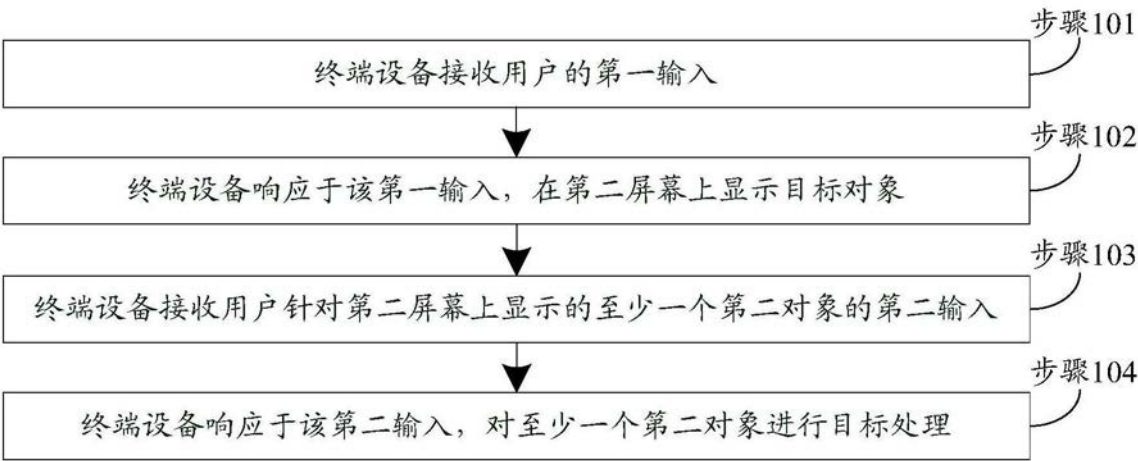 步骤101
终端设备接收用户的第一输入
步骤102
终端设备响应于该第一输入，在第二屏幕上显示目标对象
步骤103
终端设备接收用户针对第二屏幕上显示的至少一个第二对象的第二输入
步骤104
终端设备响应于该第二输入，对至少一个第二对象进行目标处理